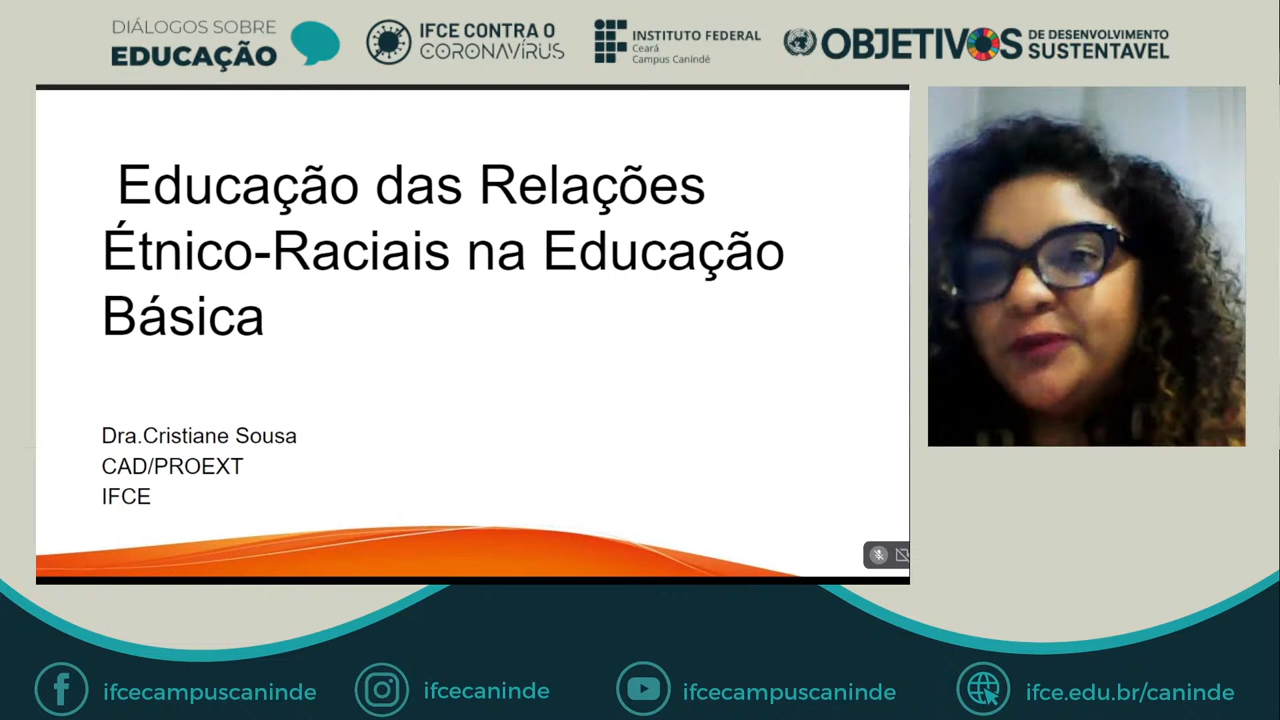 DIÁLOGOS SOBRE
EDUCAÇÃO
IFCE CONTRA O
CORONAVÍRUS
INSTITUTO FEDERAL
Ceará
Campus Canindé
OBJETIVOS
DE DESENVOLVIMENTO
SUSTENTAVEL
Educação das Relações
Étnico-Raciais na Educação
Básica
Dra.Cristiane Sousa
CAD/PROEXT
IFCE
ifcecampuscaninde
ifcecaninde
ifcecampuscaninde
ifce.edu.br/caninde